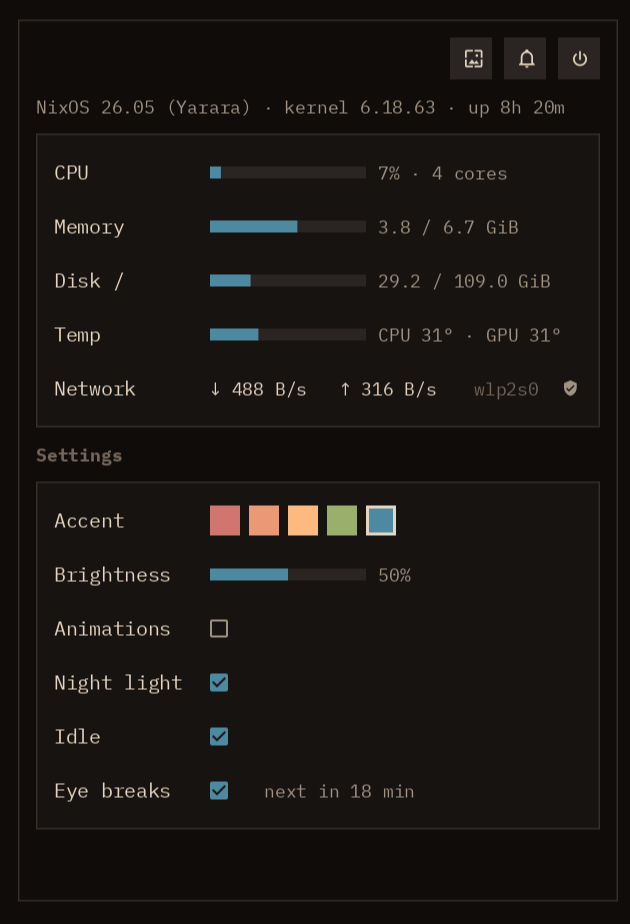 NixOS 26.05 (Yarara) · kernel 6.18.63 · up 8h 20m
CPU 7% · 4 cores
Memory 3.8 / 6.7 GiB
Disk / 29.2 / 109.0 GiB
Temp CPU 31° · GPU 31°
Network ↓ 488 B/s ↑ 316 B/s wlp2s0
Settings
Accent
Brightness 50%
Animations
Night light
Idle
Eye breaks next in 18 min